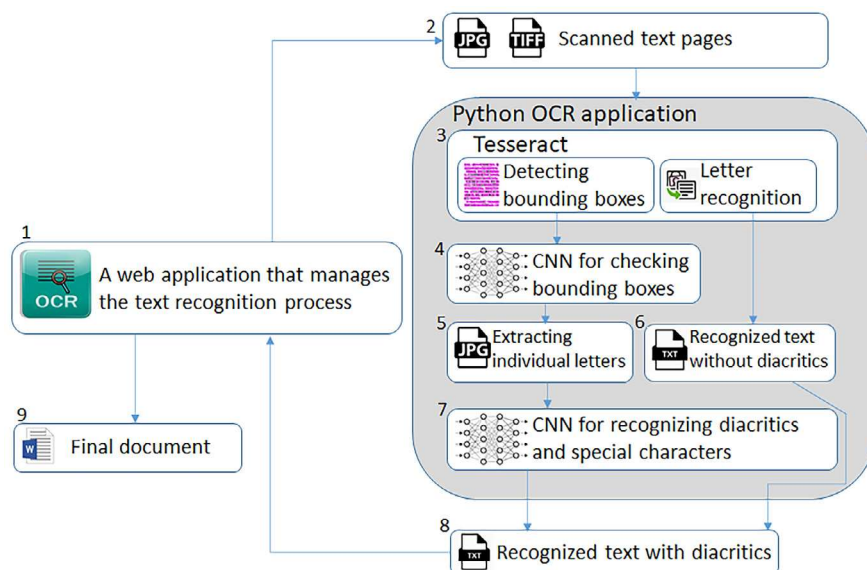 2
JPG
TIFF
Scanned text pages
Python OCR application
3
Tesseract
Detecting
bounding boxes
Letter
recognition
1
OCR
A web application that manages
the text recognition process
4
CNN for checking
bounding boxes
5
JPG
Extracting
individual letters
6
TXT
Recognized text
without diacritics
9
W
Final document
7
CNN for recognizing diacritics
and special characters
8
TXT
Recognized text with diacritics